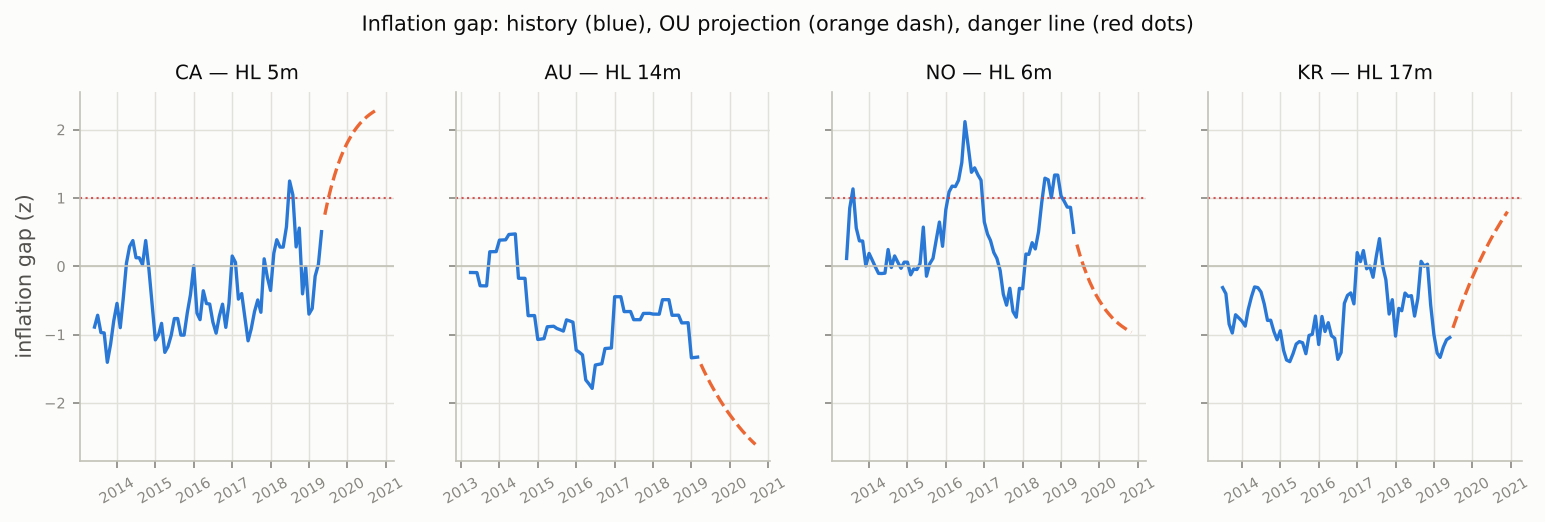 Inflation gap: history (blue), OU projection (orange dash), danger line (red dots)
CA — HL 5m
AU — HL 14m
NO — HL 6m
KR — HL 17m
inflation gap (z)
2
1
0
−1
−2
2014 2015 2016 2017 2018 2019 2020 2021
2013 2014 2015 2016 2017 2018 2019 2020 2021
2014 2015 2016 2017 2018 2019 2020 2021
2014 2015 2016 2017 2018 2019 2020 2021